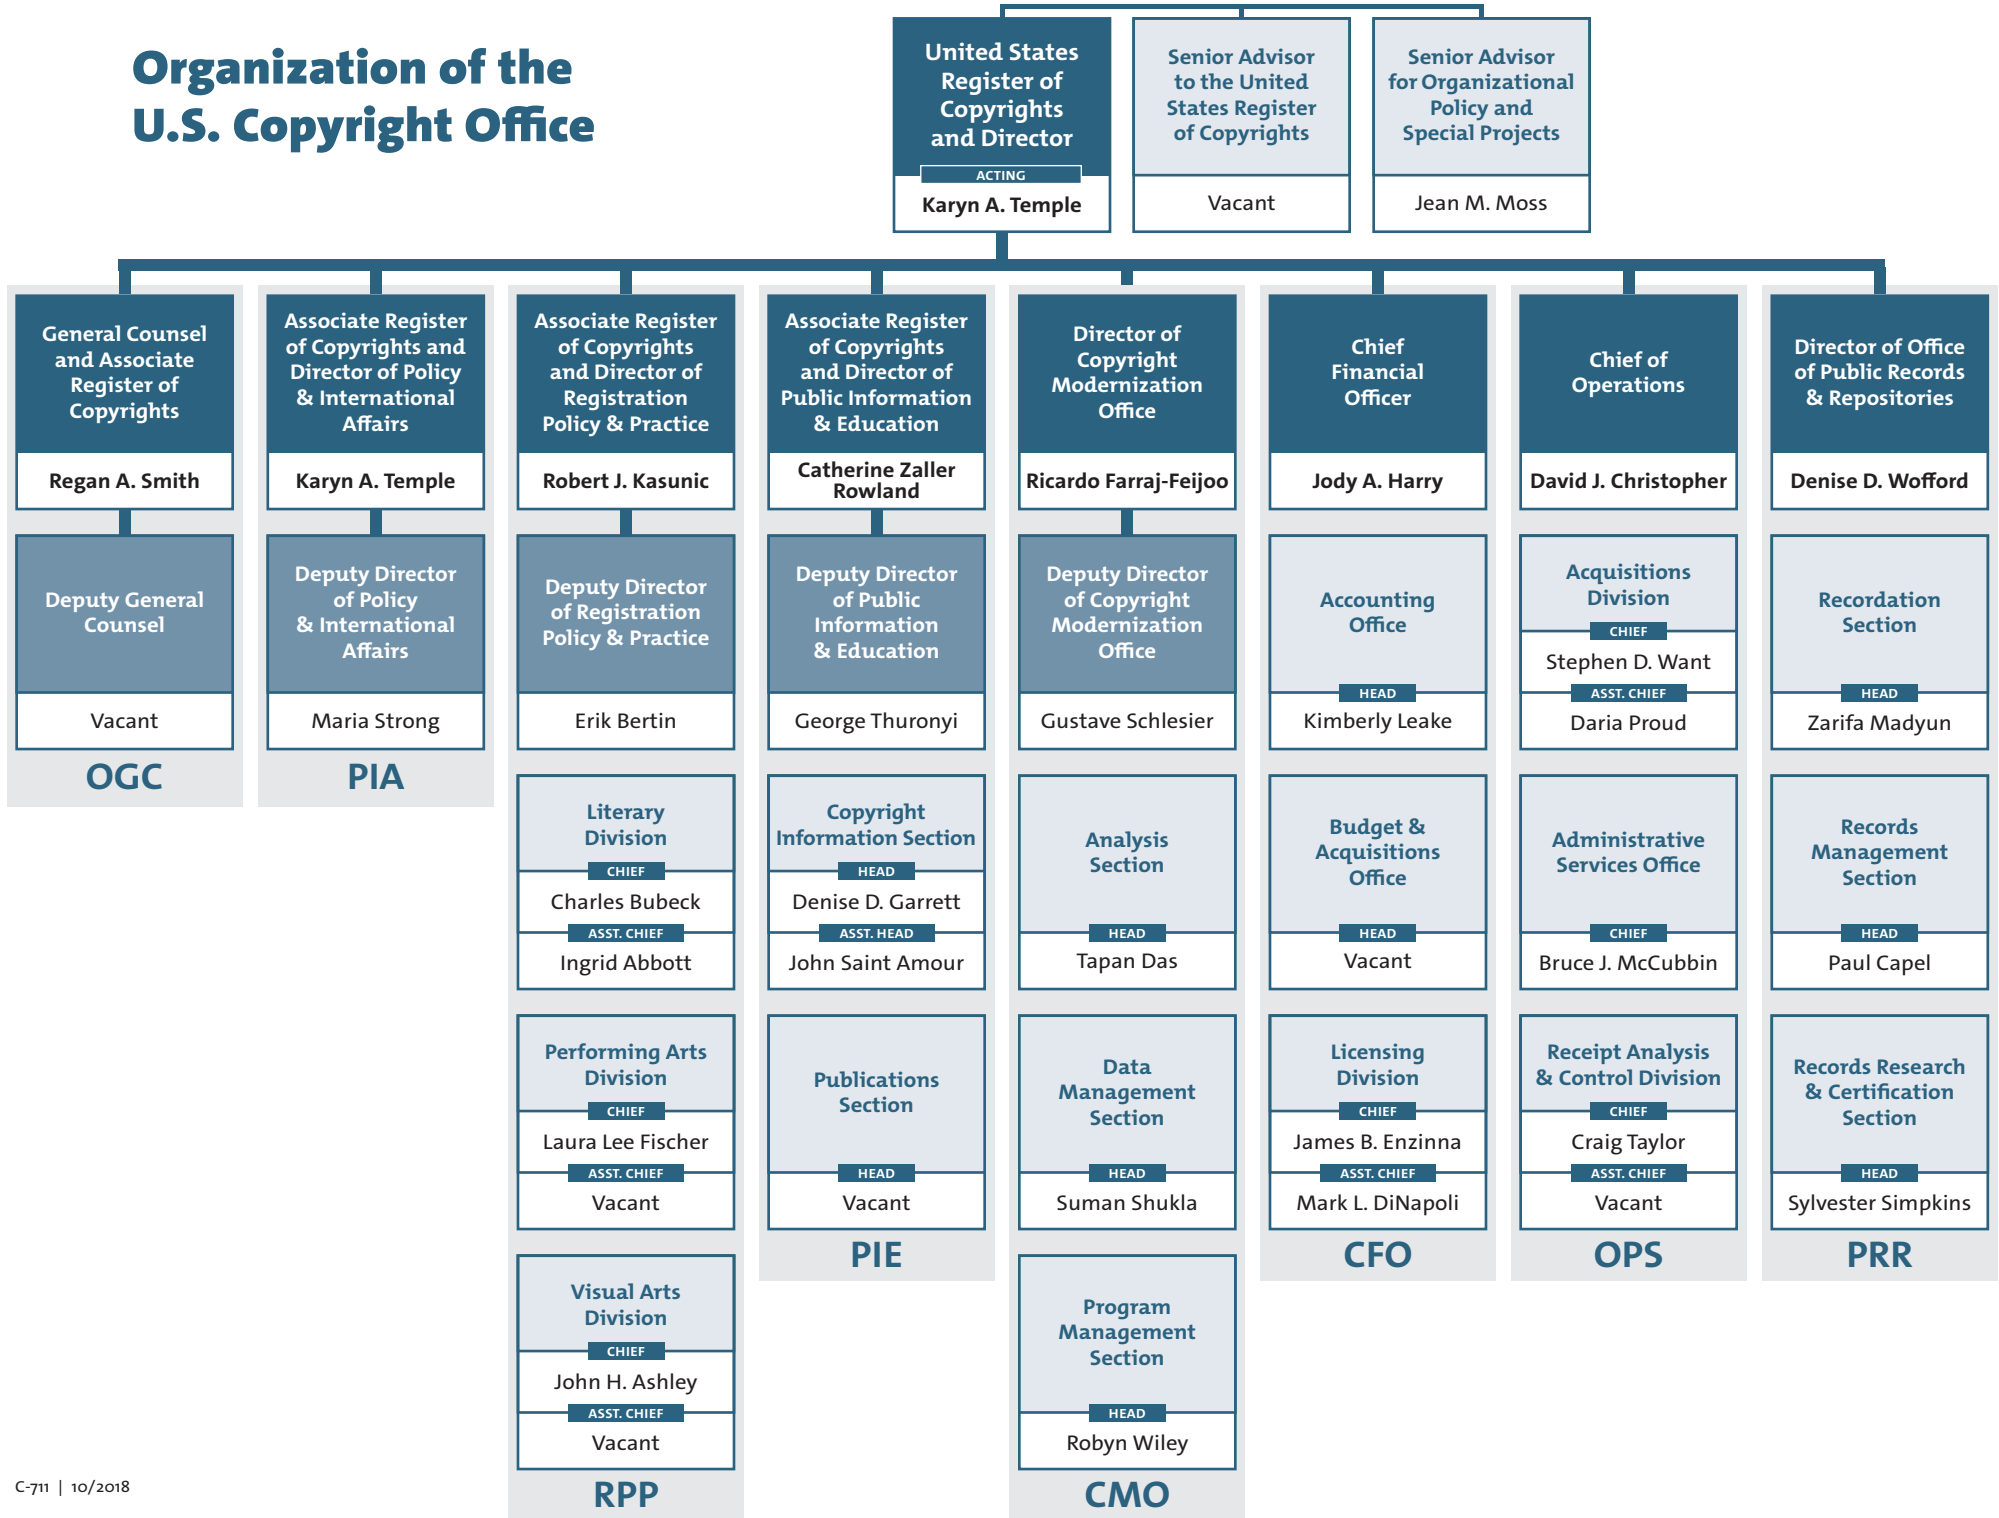 Organization of the
U.S. Copyright Office
United States
Register of
Copyrights
and Director
ACTING
Karyn A. Temple
Senior Advisor
to the United
States Register
of Copyrights
Vacant
Senior Advisor
for Organizational
Policy and
Special Projects
Jean M. Moss
General Counsel
and Associate
Register of
Copyrights
Regan A. Smith
Deputy General
Counsel
Vacant
OGC
Associate Register
of Copyrights and
Director of Policy
& International
Affairs
Karyn A. Temple
Deputy Director
of Policy
& International
Affairs
Maria Strong
PIA
Associate Register
of Copyrights
and Director of
Registration
Policy & Practice
Robert J. Kasunic
Deputy Director
of Registration
Policy & Practice
Erik Bertin
Literary
Division
CHIEF
Charles Bubeck
ASST. CHIEF
Ingrid Abbott
Performing Arts
Division
CHIEF
Laura Lee Fischer
ASST. CHIEF
Vacant
Visual Arts
Division
CHIEF
John H. Ashley
ASST. CHIEF
Vacant
RPP
Associate Register
of Copyrights
and Director of
Public Information
& Education
Catherine Zaller
Rowland
Deputy Director
of Public
Information
& Education
George Thuronyi
Copyright
Information Section
HEAD
Denise D. Garrett
ASST. HEAD
John Saint Amour
Publications
Section
HEAD
Vacant
PIE
Director of
Copyright
Modernization
Office
Ricardo Farraj-Feijoo
Deputy Director
of Copyright
Modernization
Office
Gustave Schlesier
Analysis
Section
HEAD
Tapan Das
Data
Management
Section
HEAD
Suman Shukla
Program
Management
Section
HEAD
Robyn Wiley
CMO
Chief
Financial
Officer
Jody A. Harry
Accounting
Office
HEAD
Kimberly Leake
Budget &
Acquisitions
Office
HEAD
Vacant
Licensing
Division
CHIEF
James B. Enzinna
ASST. CHIEF
Mark L. DiNapoli
CFO
Chief of
Operations
David J. Christopher
Acquisitions
Division
CHIEF
Stephen D. Want
ASST. CHIEF
Daria Proud
Administrative
Services Office
CHIEF
Bruce J. McCubbin
Receipt Analysis
& Control Division
CHIEF
Craig Taylor
ASST. CHIEF
Vacant
OPS
Director of Office
of Public Records
& Repositories
Denise D. Wofford
Recordation
Section
HEAD
Zarifa Madyun
Records
Management
Section
HEAD
Paul Capel
Records Research
& Certification
Section
HEAD
Sylvester Simpkins
PRR
C-711 | 10/2018